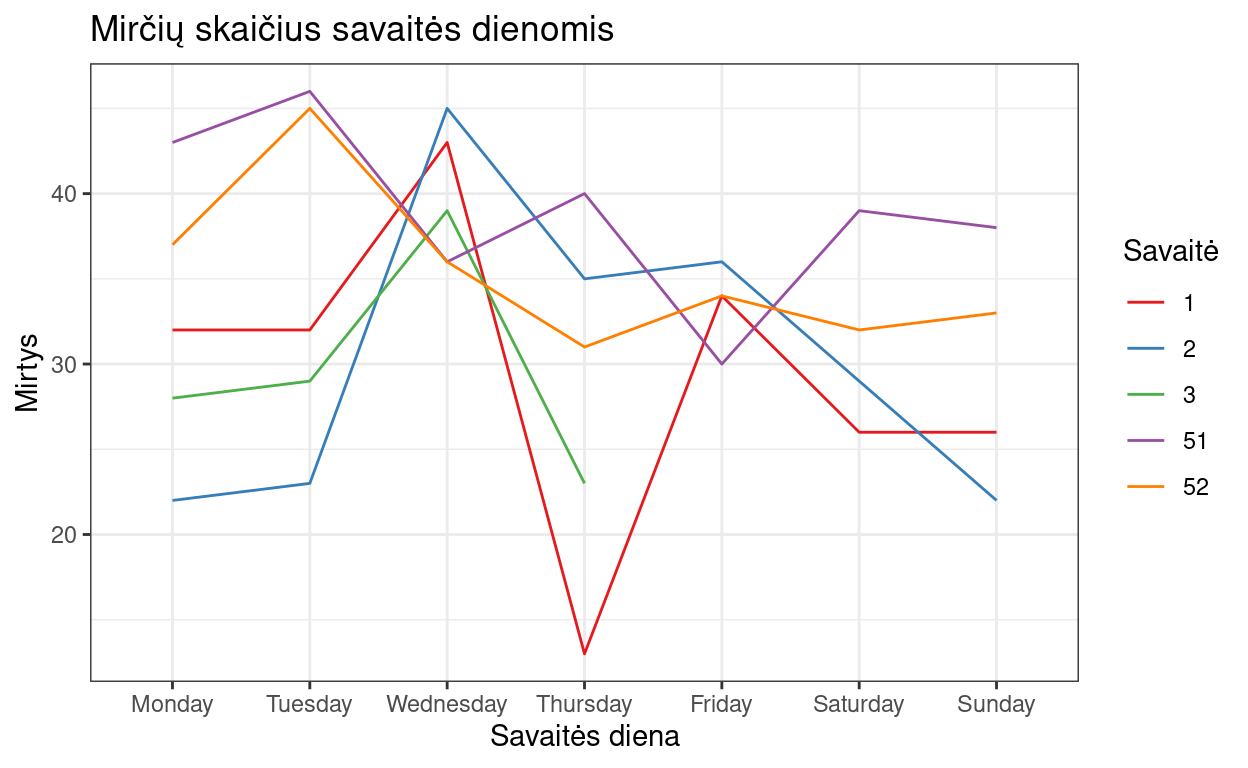 Mirčių skaičius savaitės dienomis
Mirtys
40
30
20
Monday Tuesday Wednesday Thursday Friday Saturday Sunday
Savaitės diena
Savaitė
1
2
3
51
52